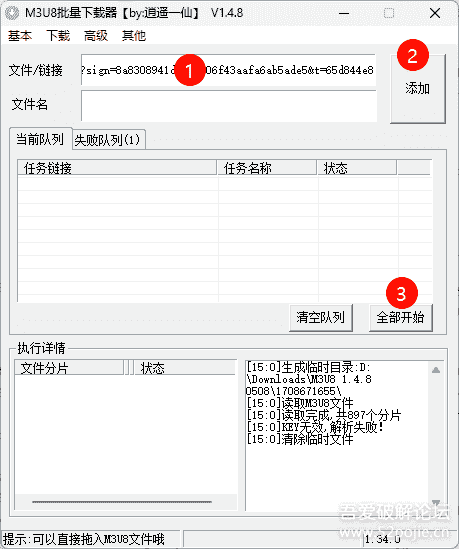 M3U8批量下载器【by:逍遥一仙】 V1.4.8
基本 下载 高级 其他
文件/链接 ?sign=8a8308941d 06f43aafa6ab5ade5&t=65d844e8
1
2
添加
文件名
当前队列 失败队列(1)
任务链接 任务名称 状态
3
清空队列 全部开始
执行详情
文件分片 状态
[15:0]生成临时目录:D:
\Downloads\M3U8 1.4.8
0508\1708671655\
[15:0]读取M3U8文件
[15:0]读取完成,共897个分片
[15:0]KEY无效,解析失败!
[15:0]清除临时文件
吾爱破解论坛
www.52pojie.cn
提示:可以直接拖入M3U8文件哦 1.34.0